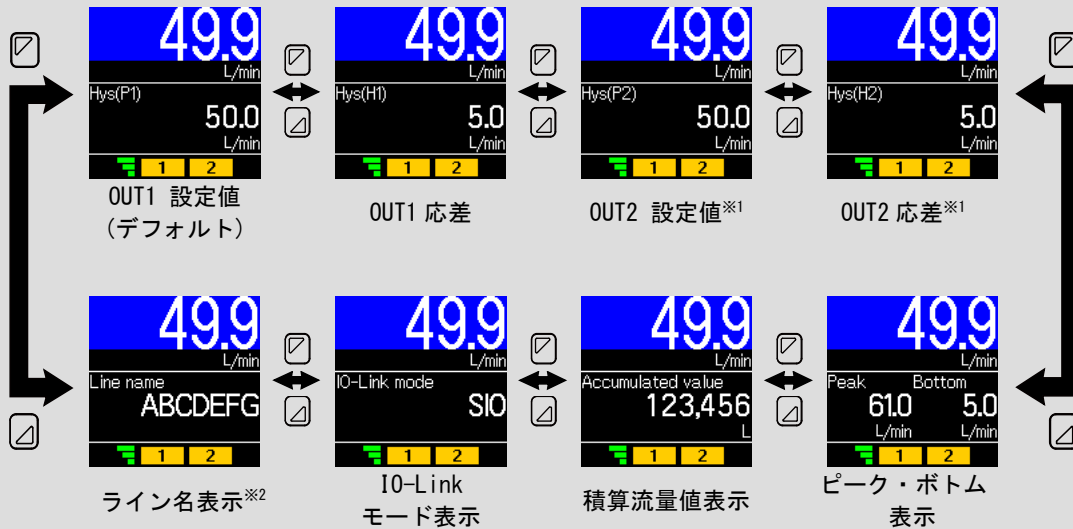 49.9
L/min
Hys(P1)
50.0
L/min
1 2
OUT1 設定値
(デフォルト)
49.9
L/min
Hys(H1)
5.0
L/min
1 2
OUT1 応差
49.9
L/min
Hys(P2)
50.0
L/min
1 2
OUT2 設定値※1
49.9
L/min
Hys(H2)
5.0
L/min
1 2
OUT2 応差※1
49.9
L/min
Line name
ABCDEFG
1 2
ライン名表示※2
49.9
L/min
IO-Link mode
SIO
1 2
IO-Link
モード表示
49.9
L/min
Accumulated value
123,456
L
1 2
積算流量値表示
49.9
L/min
Peak Bottom
61.0 5.0
L/min L/min
1 2
ピーク・ボトム
表示